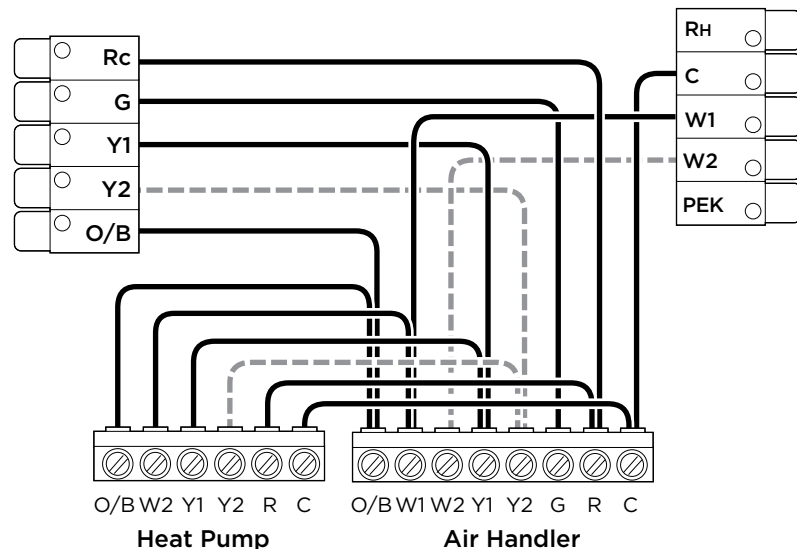 Rc
G
Y1
Y2
O/B
RH
C
W1
W2
PEK
O/B W2 Y1 Y2 R C
Heat Pump
O/B W1 W2 Y1 Y2 G R C
Air Handler